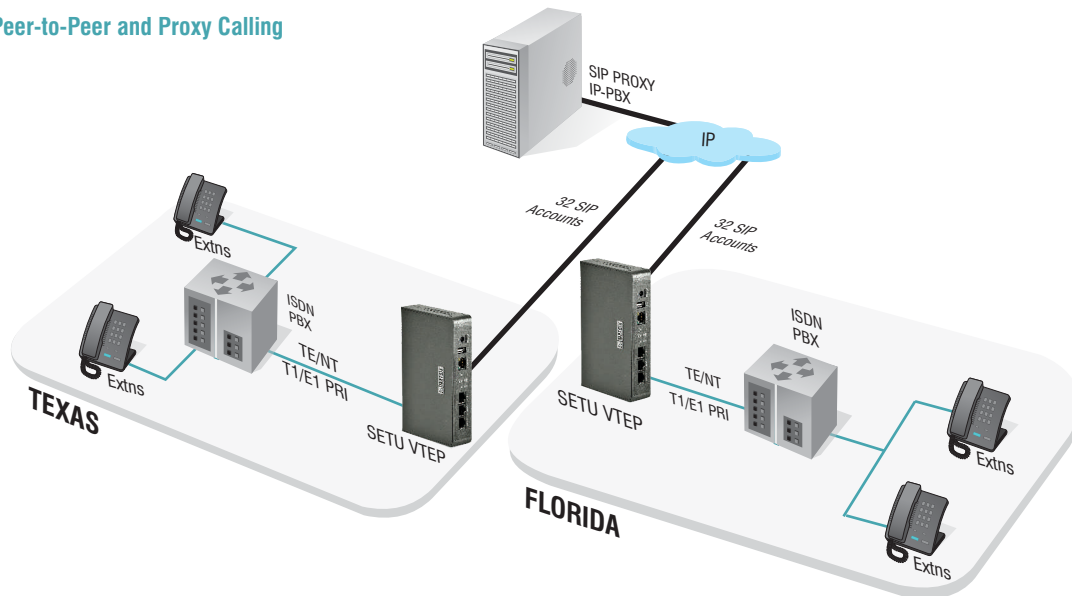 Peer-to-Peer and Proxy Calling
SIP PROXY
IP-PBX
IP
32 SIP
Accounts
32 SIP
Accounts
Extns
ISDN
PBX
Extns
TE/NT
T1/E1 PRI
SETU VTEP
TEXAS
ISDN
PBX
TE/NT
T1/E1 PRI
SETU VTEP
Extns
Extns
FLORIDA